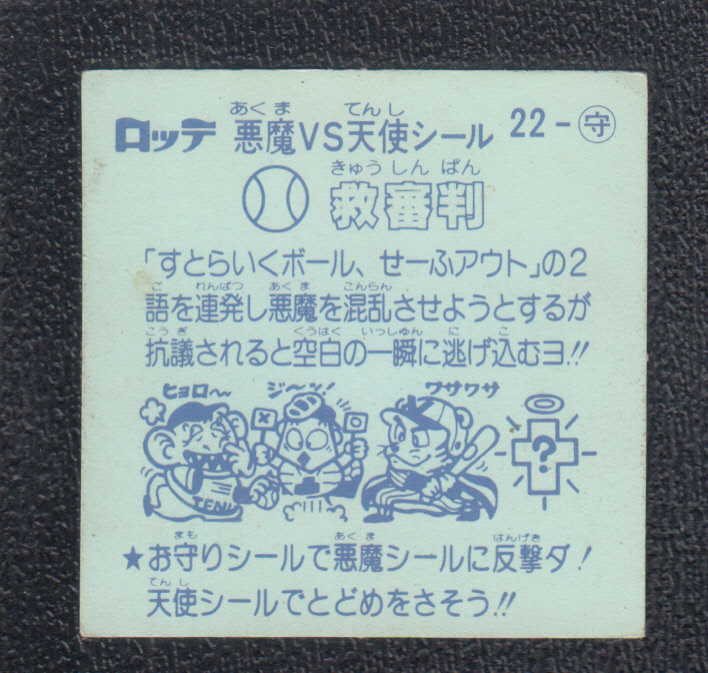 ロッテ 悪魔VS天使シール 22-守
あくま てんし
きゅうしんぱん
救審判
「すとらいくボール、せーふアウト」の2
ご れんぱつ あくま こんらん
語を連発し悪魔を混乱させようとするが
こうぎ くうはく いっしゅん に こ
抗議されると空白の一瞬に逃げ込むヨ!!
ヒョロ〜 ジ〜ッ! ワサワサ
TENU
?
まも あくま はんげき
★お守りシールで悪魔シールに反撃ダ!
てんし
天使シールでとどめをさそう!!